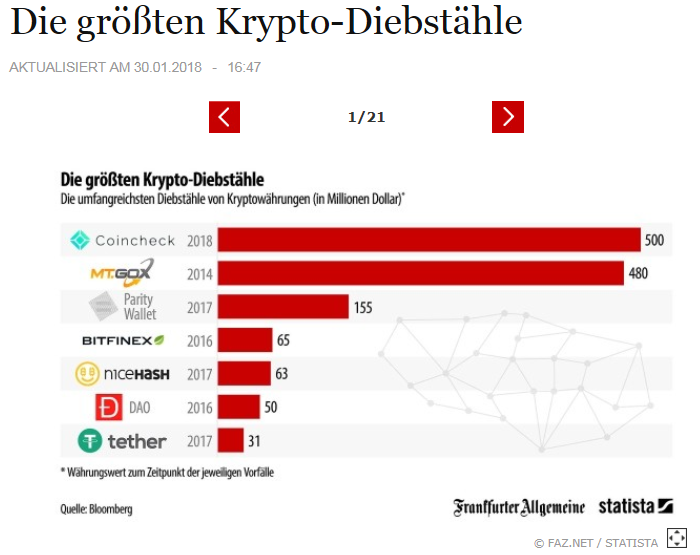 Die größten Krypto-Diebstähle
AKTUALISIERT AM 30.01.2018 - 16:47
1/21
Die größten Krypto-Diebstähle
Die umfangreichsten Diebstähle von Kryptowährungen (in Millionen Dollar)*
Coincheck 2018 500
MT.GOX 2014 480
Parity
Wallet 2017 155
BITFINEX 2016 65
nicehash 2017 63
DAO 2016 50
tether 2017 31
* Währungswert zum Zeitpunkt der jeweiligen Vorfälle
Quelle: Bloomberg
Frankfurter Allgemeine statista
© FAZ.NET / STATISTA